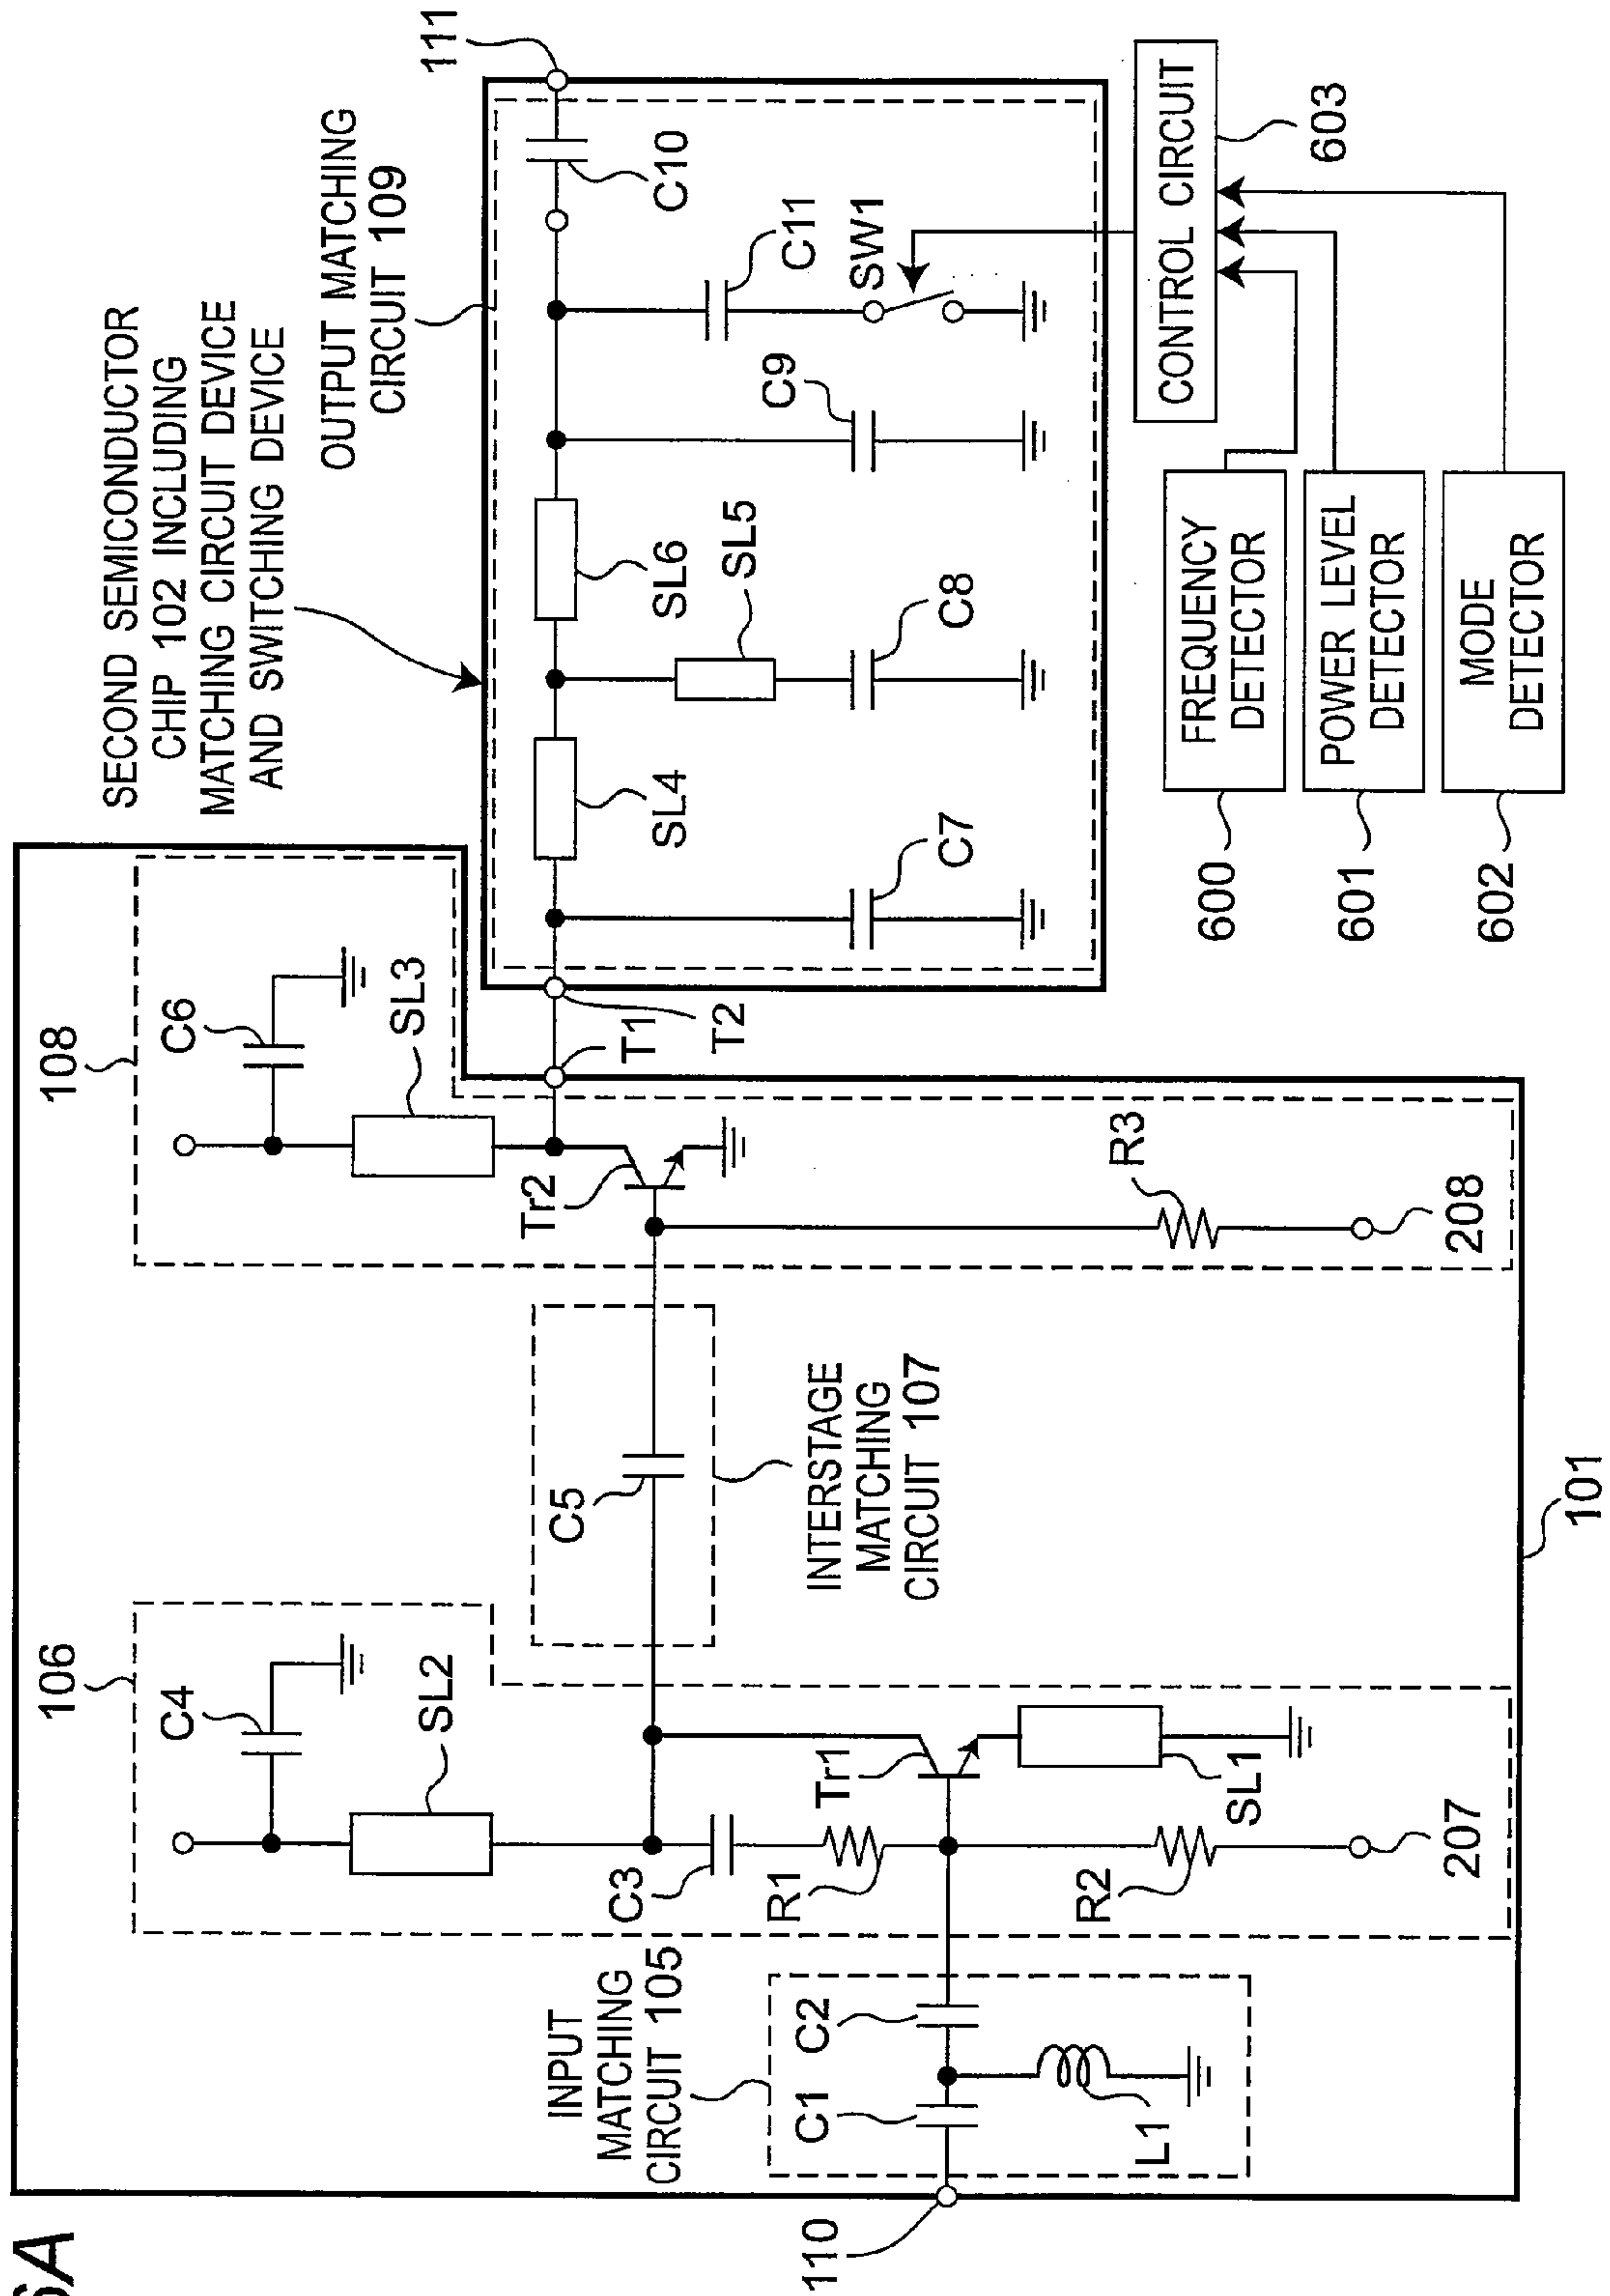 6A
110
INPUT
MATCHING
CIRCUIT 105
C1
C2
L1
106
C4
SL2
C3
R1
Tr1
SL1
R2
207
C5
INTERSTAGE
MATCHING
CIRCUIT 107
101
108
C6
SL3
Tr2
R3
208
T1
T2
SECOND SEMICONDUCTOR
CHIP 102 INCLUDING
MATCHING CIRCUIT DEVICE
AND SWITCHING DEVICE
OUTPUT MATCHING
CIRCUIT 109
111
SL4
SL6
SL5
C7
C8
C9
C10
C11
SW1
CONTROL CIRCUIT
603
FREQUENCY
DETECTOR
600
POWER LEVEL
DETECTOR
601
MODE
DETECTOR
602